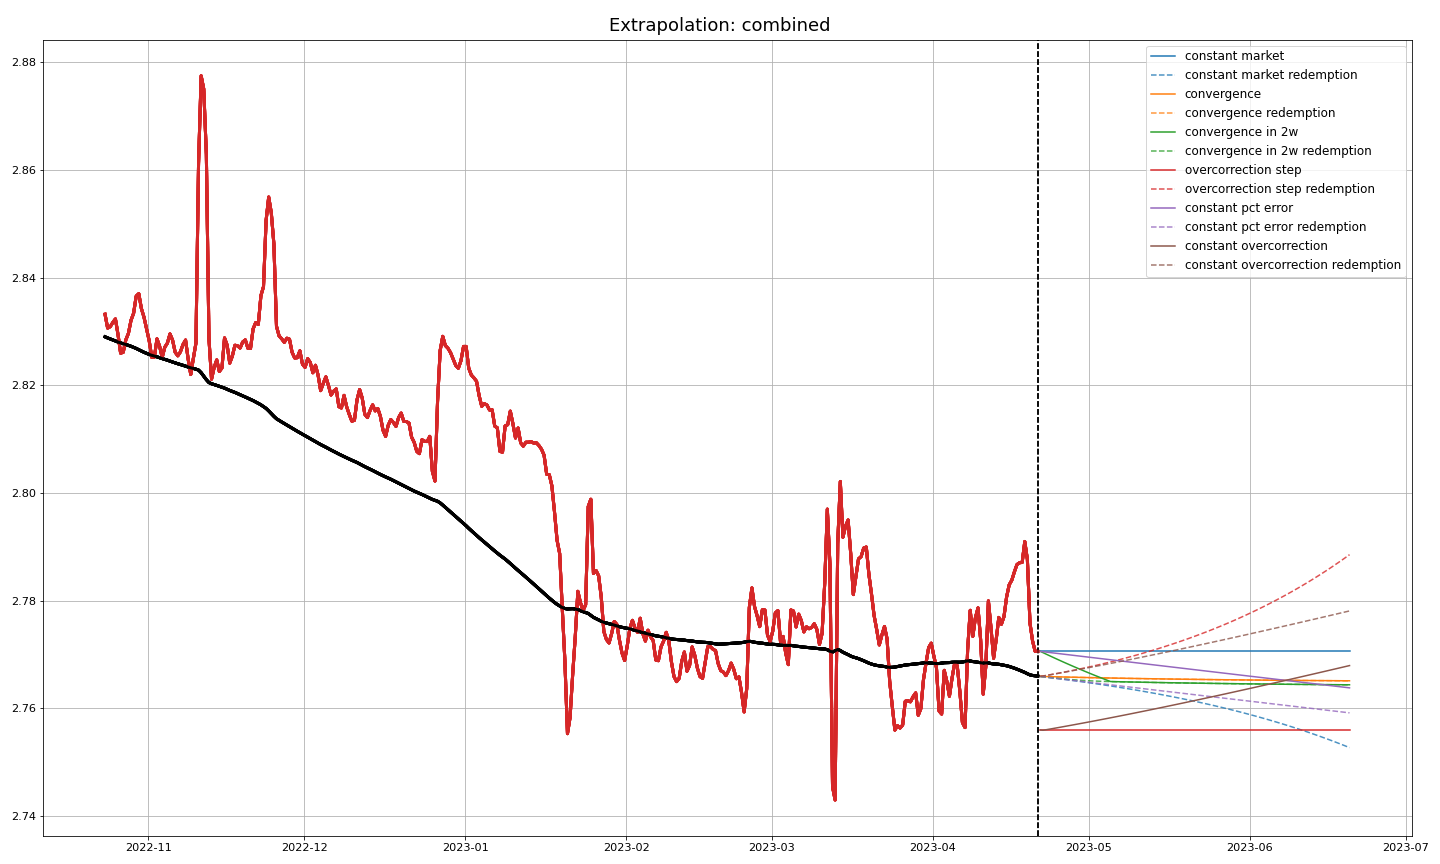 Extrapolation: combined
2.88
2.86
2.84
2.82
2.80
2.78
2.76
2.74
constant market
constant market redemption
convergence
convergence redemption
convergence in 2w
convergence in 2w redemption
overcorrection step
overcorrection step redemption
constant pct error
constant pct error redemption
constant overcorrection
constant overcorrection redemption
2022-11 2022-12 2023-01 2023-02 2023-03 2023-04 2023-05 2023-06 2023-07